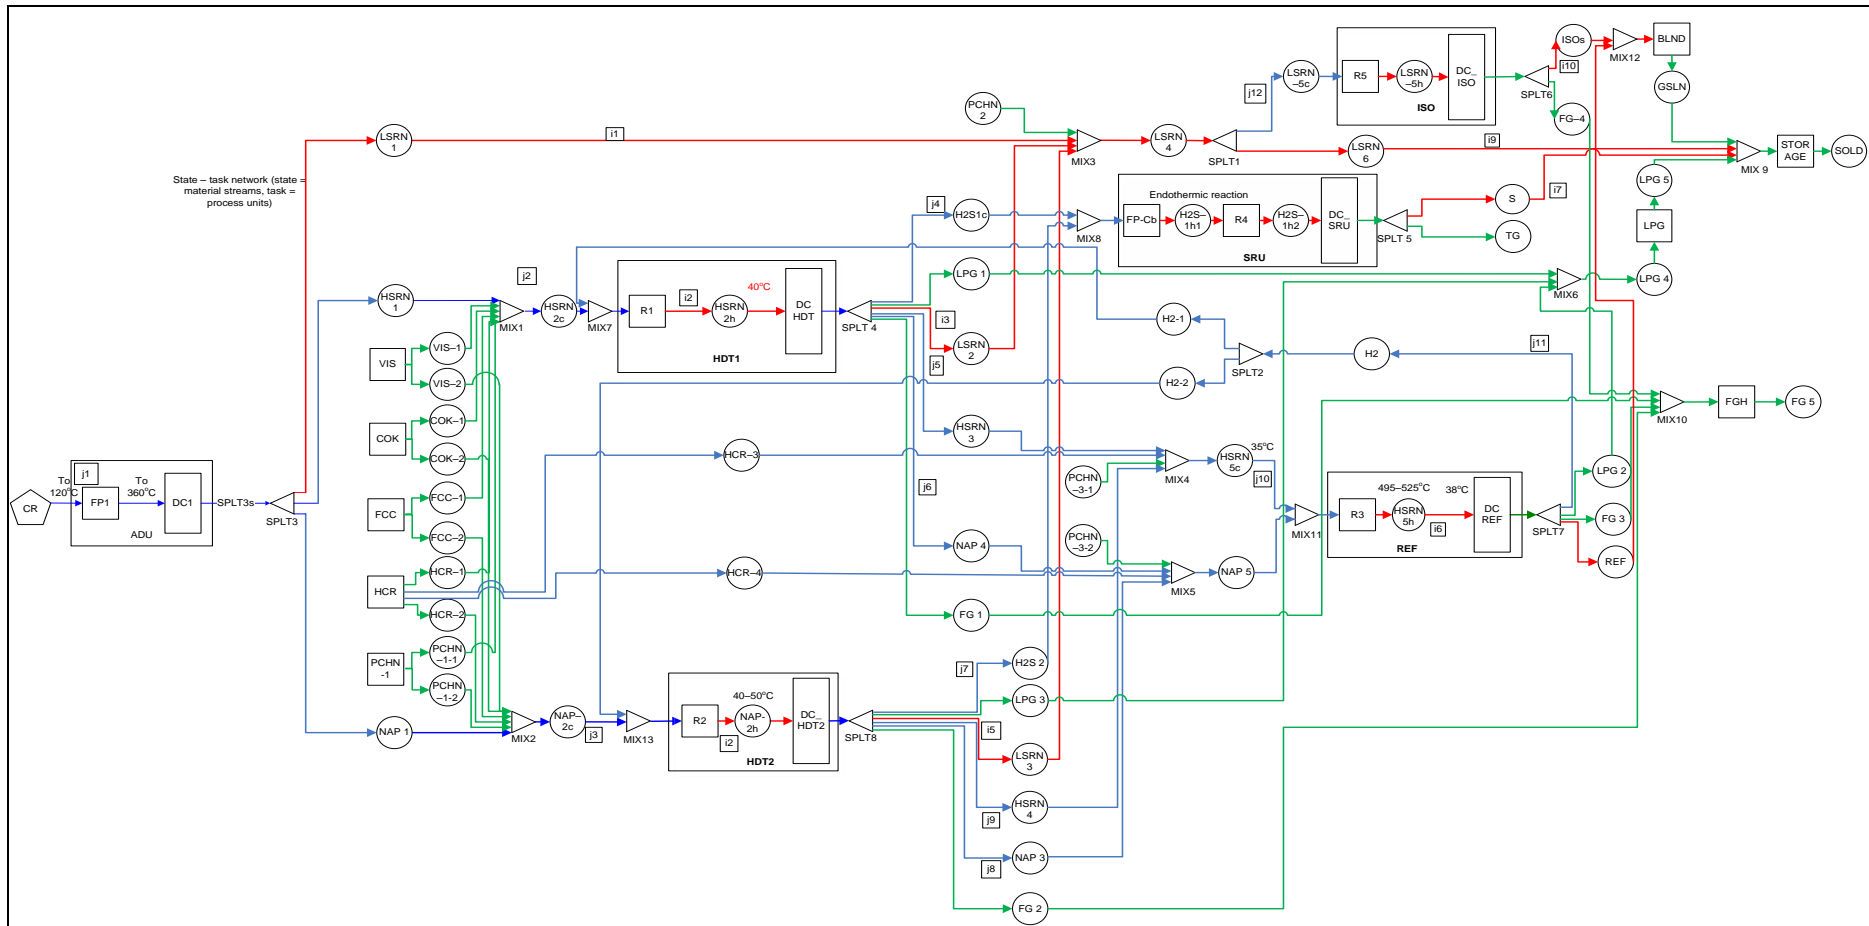 ISOs
BLND
MIX12
LSRN
–5c
R5
LSRN
–5h
DC_
ISO
ISO
i10
SPLT6
FG–4
GSLN
j12
PCHN
2
LSRN
1
i1
MIX3
LSRN
4
SPLT1
LSRN
6
i9
MIX 9
STOR
AGE
SOLD
State – task network (state =
material streams, task =
process units)
LPG 5
j4
H2S1c
MIX8
Endothermic reaction
FP-Cb
H2S–
1h1
R4
H2S–
1h2
DC_
SRU
SRU
SPLT 5
S
i7
TG
LPG
j2
HSRN
1
MIX1
HSRN
2c
MIX7
R1
i2
HSRN
2h
40°C
DC
HDT
HDT1
SPLT 4
LPG 1
MIX6
LPG 4
i3
LSRN
2
j5
H2-1
SPLT2
H2
j11
H2-2
VIS
VIS–1
VIS–2
COK
COK–1
COK–2
HSRN
3
HCR–3
PCHN
–3-1
MIX4
HSRN
5c
35°C
j10
MIX10
FGH
FG 5
To
120°C
j1
FP1
To
360°C
DC1
ADU
CR
SPLT3s
SPLT3
FCC
FCC–1
FCC–2
j6
NAP 4
PCHN
–3-2
MIX5
NAP 5
MIX11
R3
495–525°C
HSRN
5h
i6
38°C
DC
REF
REF
SPLT7
LPG 2
FG 3
REF
HCR
HCR–1
HCR–2
HCR–4
FG 1
PCHN
-1
PCHN
–1-1
PCHN
–1-2
NAP 1
MIX2
NAP–
2c
j3
MIX13
R2
40–50°C
NAP-
2h
i2
DC_
HDT2
HDT2
SPLT8
j7
H2S 2
LPG 3
i5
LSRN
3
j9
HSRN
4
j8
NAP 3
FG 2